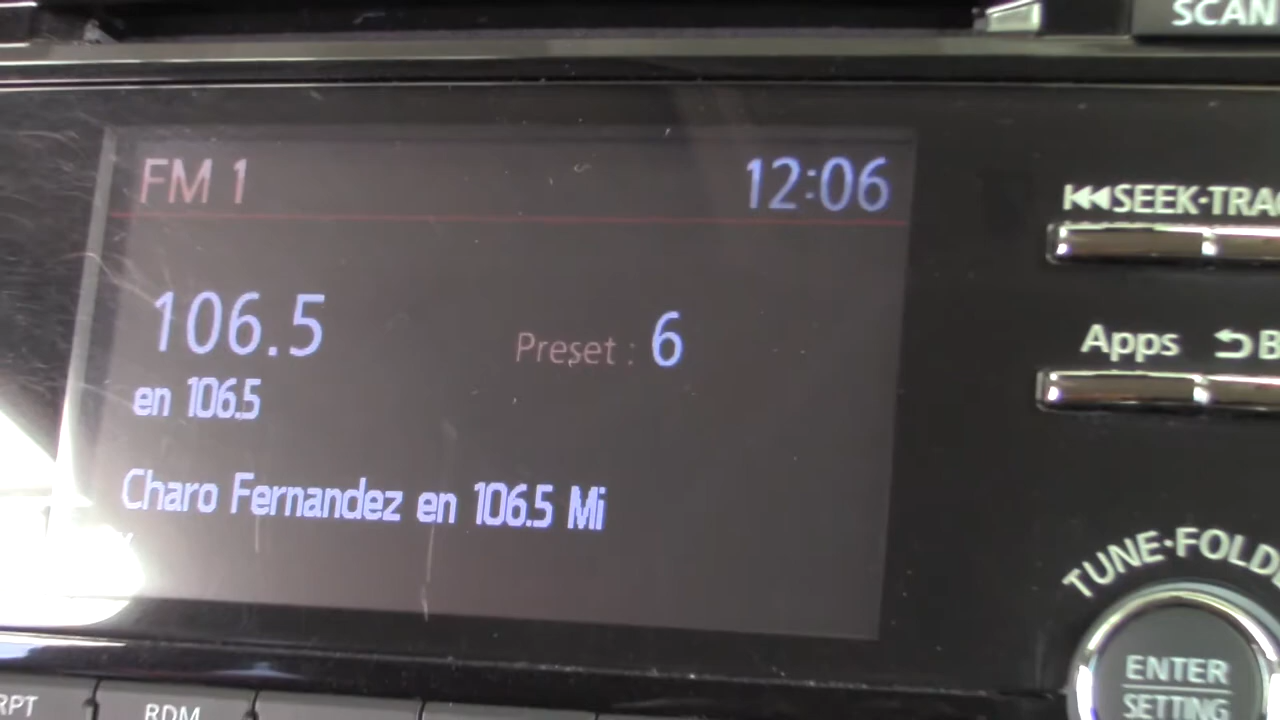 SCAN
FM 1
12:06
SEEK·TRAC
106.5
Preset : 6
en 106.5
Apps
B
Charo Fernandez en 106.5 Mi
TUNE·FOLDE
ENTER
SETTING
RPT
RDM